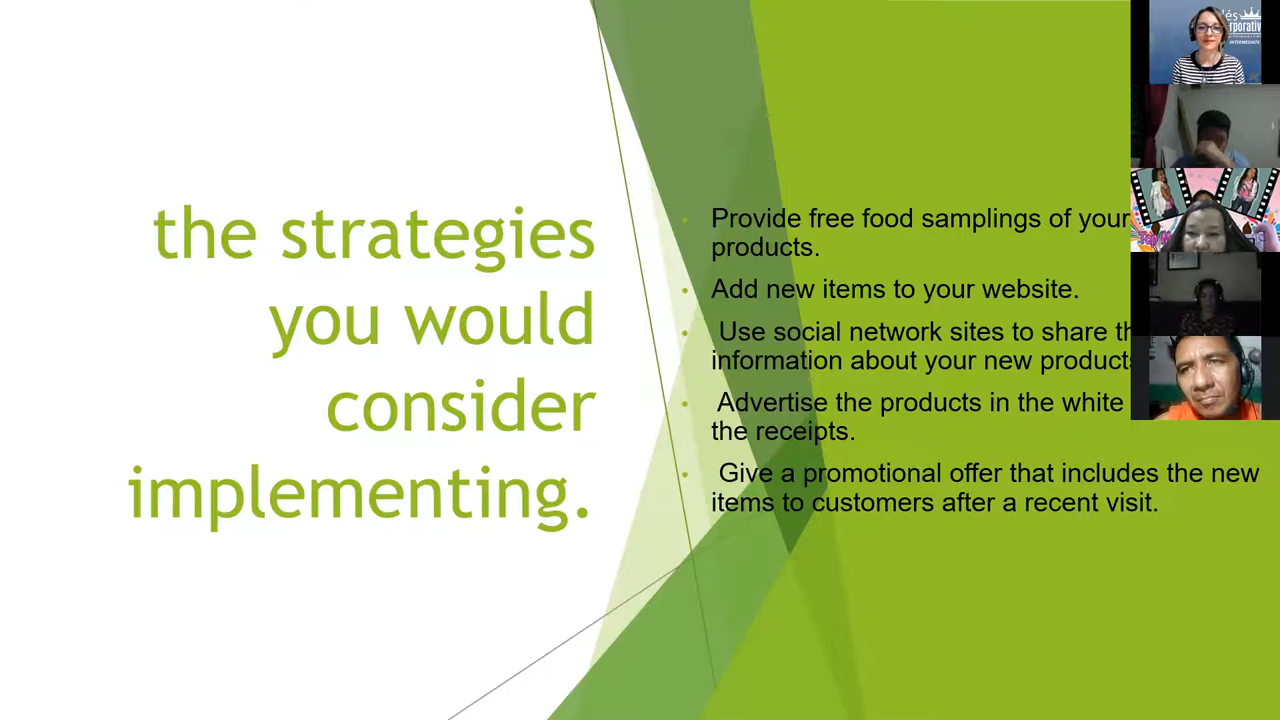 the strategies
you would
consider
implementing.
Provide free food samplings of your
products.
Add new items to your website.
Use social network sites to share
information about your new products
Advertise the products in the white
the receipts.
Give a promotional offer that includes the new
items to customers after a recent visit.
INTERMEDIATE